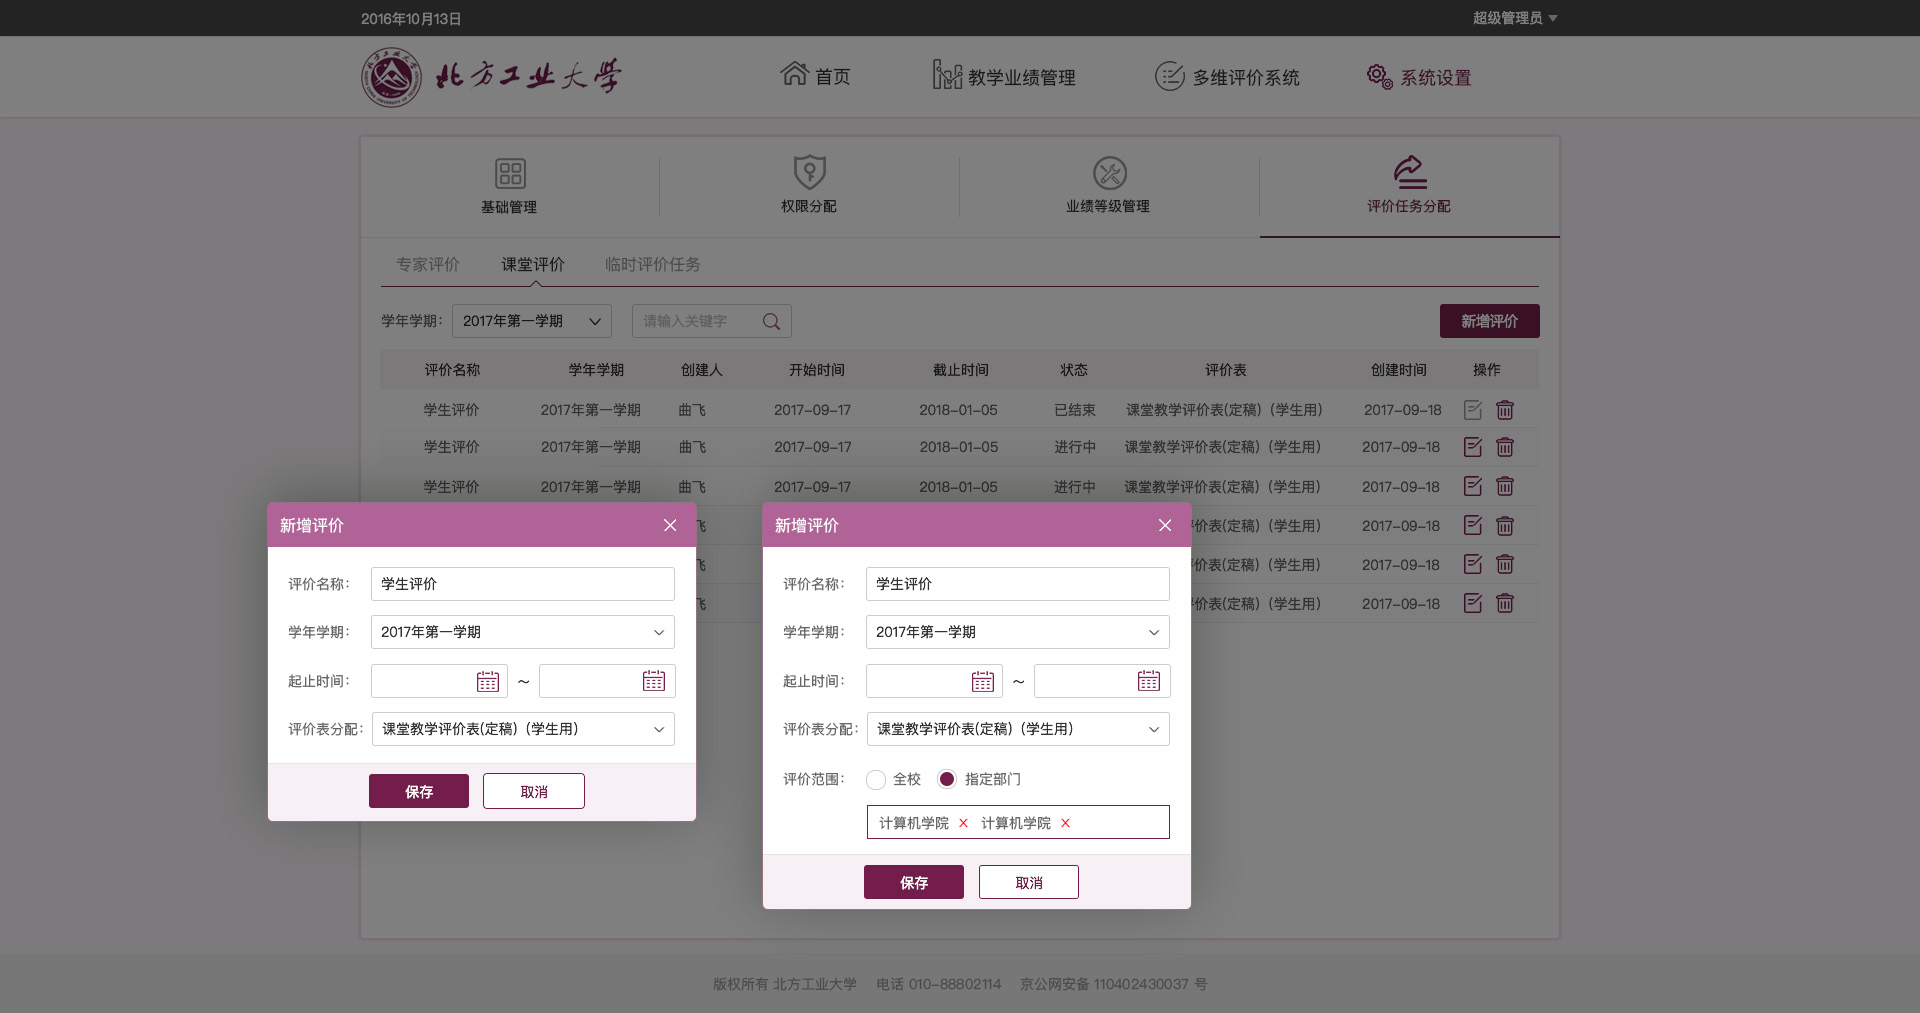 2016年10月13日 超级管理员
北方工业大学 首页 教学业绩管理 多维评价系统 系统设置
基础管理 权限分配 业绩等级管理 评价任务分配
专家评价 课堂评价 临时评价任务
学年学期： 2017年第一学期 请输入关键字 新增评价
评价名称 学年学期 创建人 开始时间 截止时间 状态 评价表 创建时间 操作
学生评价 2017年第一学期 曲飞 2017-09-17 2018-01-05 已结束 课堂教学评价表(定稿)（学生用） 2017-09-18
学生评价 2017年第一学期 曲飞 2017-09-17 2018-01-05 进行中 课堂教学评价表(定稿)（学生用） 2017-09-18
学生评价 2017年第一学期 曲飞 2017-09-17 2018-01-05 进行中 课堂教学评价表(定稿)（学生用） 2017-09-18
飞 评价表(定稿)（学生用） 2017-09-18
飞 评价表(定稿)（学生用） 2017-09-18
飞 评价表(定稿)（学生用） 2017-09-18
新增评价
评价名称： 学生评价
学年学期： 2017年第一学期
起止时间： ～
评价表分配： 课堂教学评价表(定稿)（学生用）
保存 取消
新增评价
评价名称： 学生评价
学年学期： 2017年第一学期
起止时间： ～
评价表分配： 课堂教学评价表(定稿)（学生用）
评价范围： 全校 指定部门
计算机学院 计算机学院
保存 取消
版权所有 北方工业大学 电话 010-88802114 京公网安备 110402430037 号